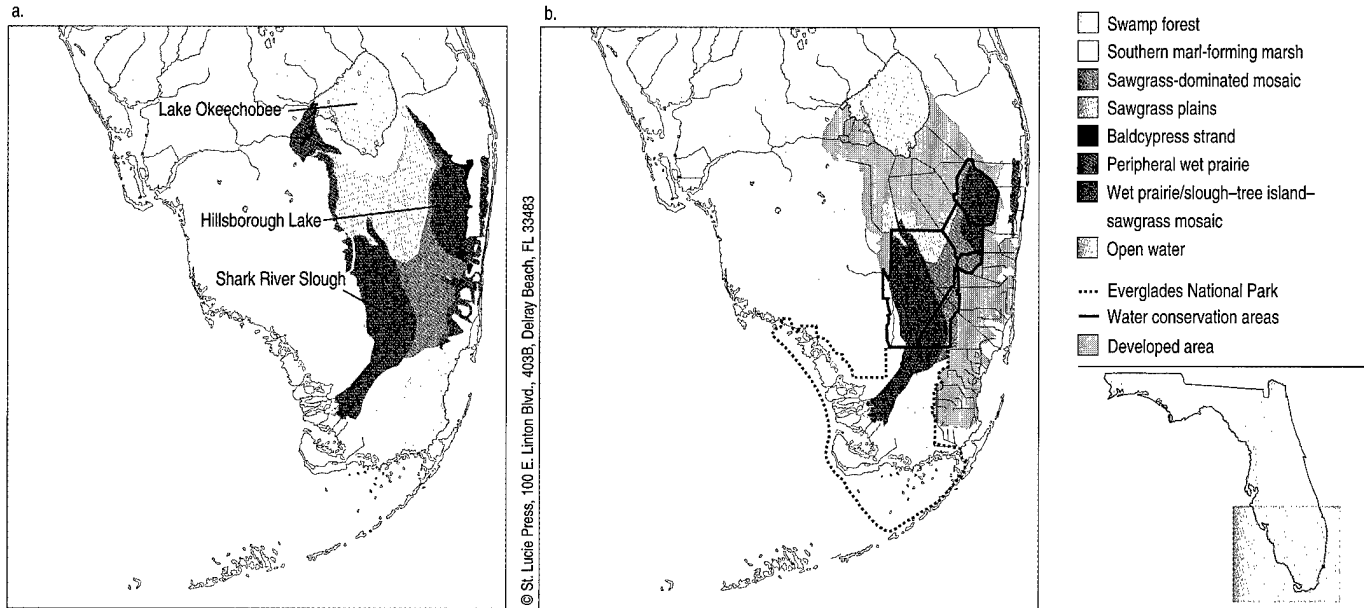 a.
Lake Okeechobee
Hillsborough Lake
Shark River Slough
© St. Lucie Press, 100 E. Linton Blvd., 403B, Delray Beach, FL 33483
b.
Swamp forest
Southern marl-forming marsh
Sawgrass-dominated mosaic
Sawgrass plains
Baldcypress strand
Peripheral wet prairie
Wet prairie/slough–tree island–
sawgrass mosaic
Open water
Everglades National Park
Water conservation areas
Developed area